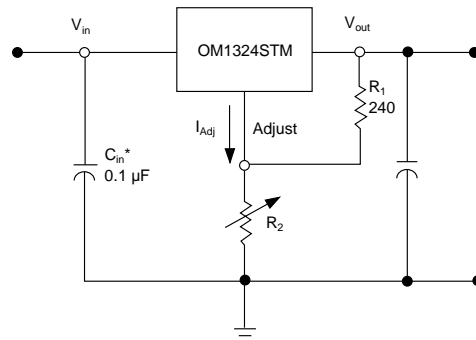 V_in
OM1324STM
V_out
R_1
240
I_Adj
Adjust
C_in*
0.1 µF
R_2